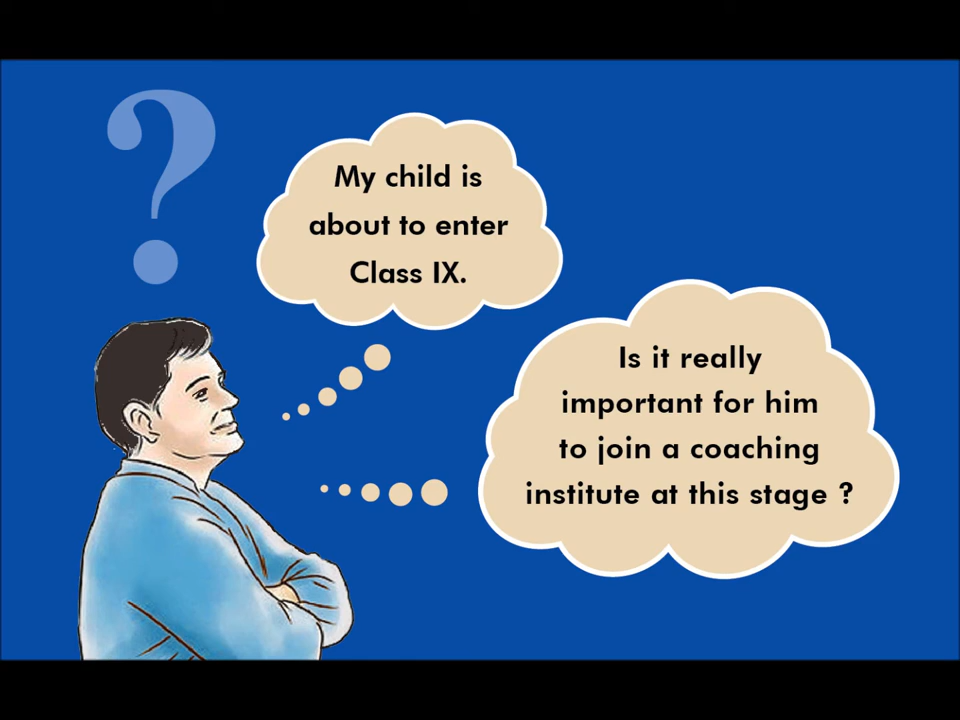 ?
My child is
about to enter
Class IX.
Is it really
important for him
to join a coaching
institute at this stage ?